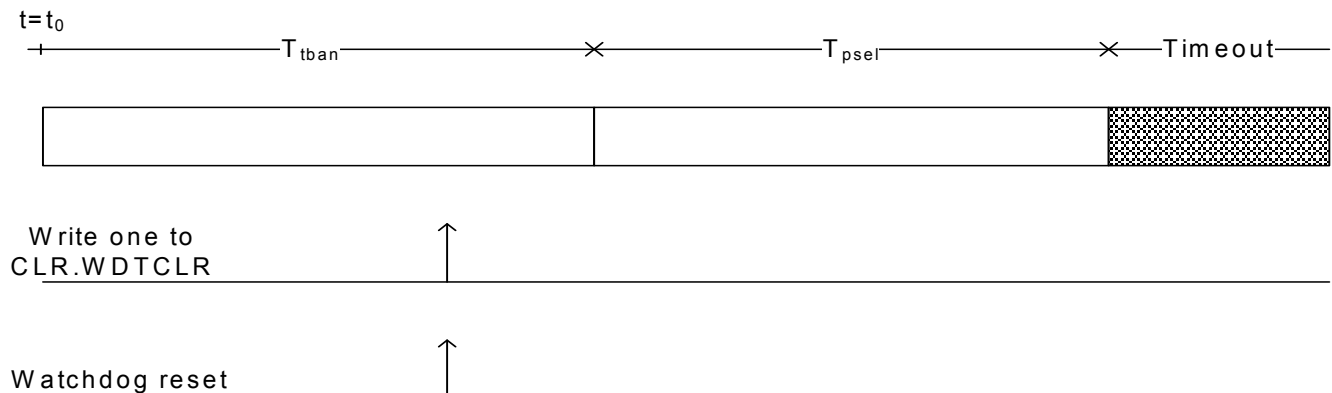 t=t0
Ttban
Tpsel
Timeout
Write one to
CLR.WDTCLR
Watchdog reset